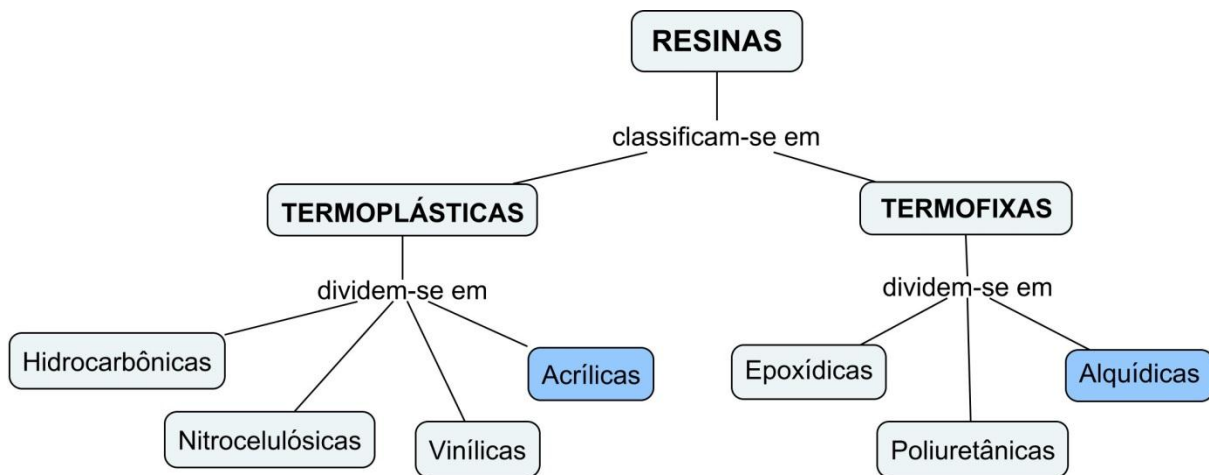 RESINAS
classificam-se em
TERMOPLÁSTICAS
TERMOFIXAS
dividem-se em
dividem-se em
Hidrocarbônicas
Acrílicas
Epoxídicas
Alquídicas
Nitrocelulósicas
Vinílicas
Poliuretânicas